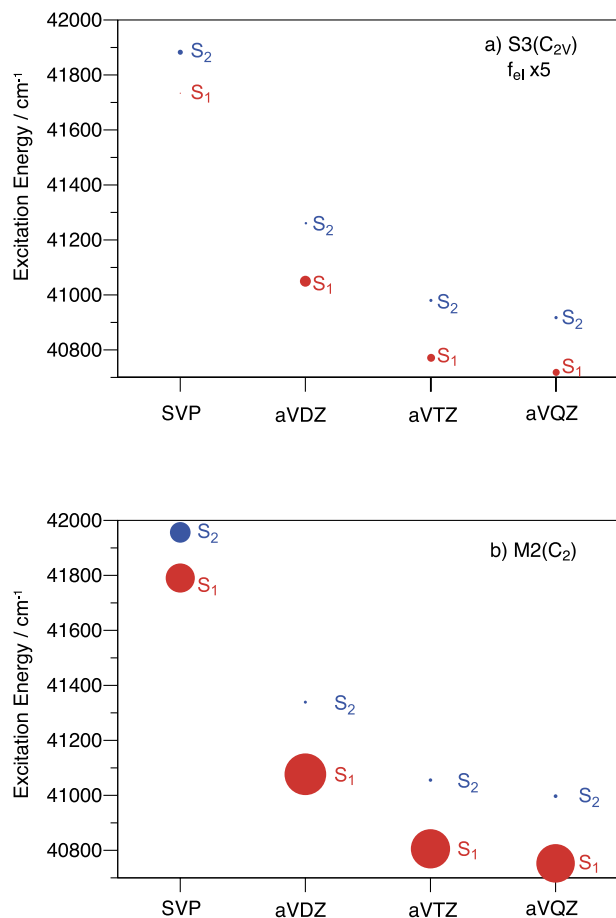 42000
41800
41600
41400
41200
41000
40800
Excitation Energy / cm⁻¹
a) S3(C₂ᵥ)
fₑₗ x5
S₂
S₁
S₂
S₁
S₂
S₁
S₂
S₁
SVP aVDZ aVTZ aVQZ
42000
41800
41600
41400
41200
41000
40800
Excitation Energy / cm⁻¹
b) M2(C₂)
S₂
S₁
S₂
S₁
S₂
S₁
S₂
S₁
SVP aVDZ aVTZ aVQZ